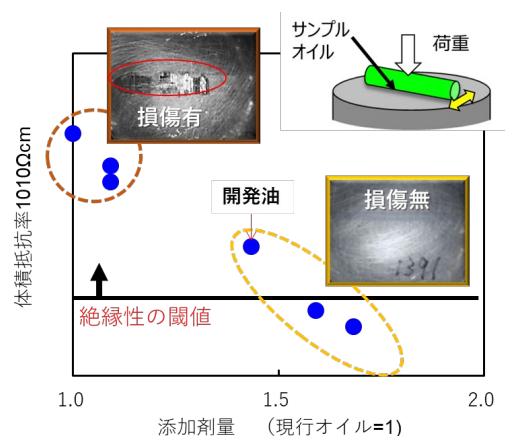 サンプル
オイル
荷重
損傷有
開発油
損傷無
1391
絶縁性の閾値
体積抵抗率1010Ωcm
1.0
1.5
2.0
添加剤量 (現行オイル=1)